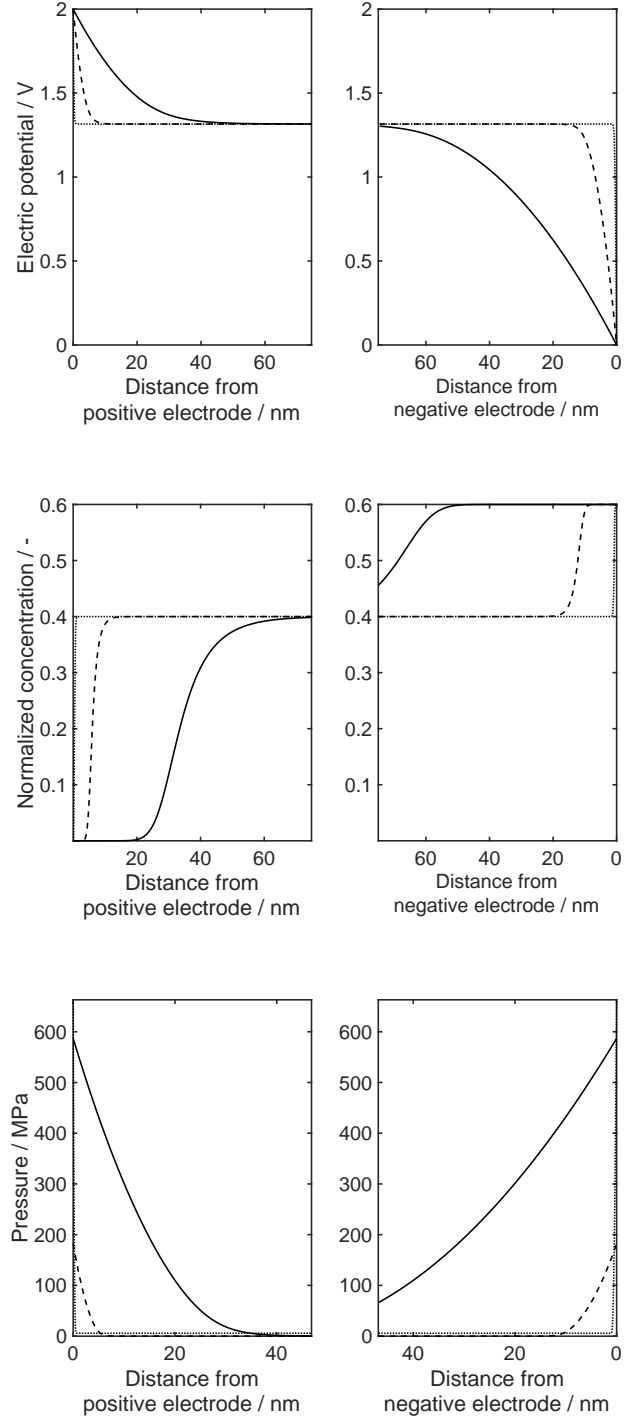 Electric potential / V
2
1.5
1
0.5
0
0 20 40 60
Distance from
positive electrode / nm
2
1.5
1
0.5
0
60 40 20 0
Distance from
negative electrode / nm
Normalized concentration / -
0.6
0.5
0.4
0.3
0.2
0.1
20 40 60
Distance from
positive electrode / nm
0.6
0.5
0.4
0.3
0.2
0.1
60 40 20 0
Distance from
negative electrode / nm
Pressure / MPa
600
500
400
300
200
100
0
0 20 40
Distance from
positive electrode / nm
600
500
400
300
200
100
0
40 20 0
Distance from
negative electrode / nm